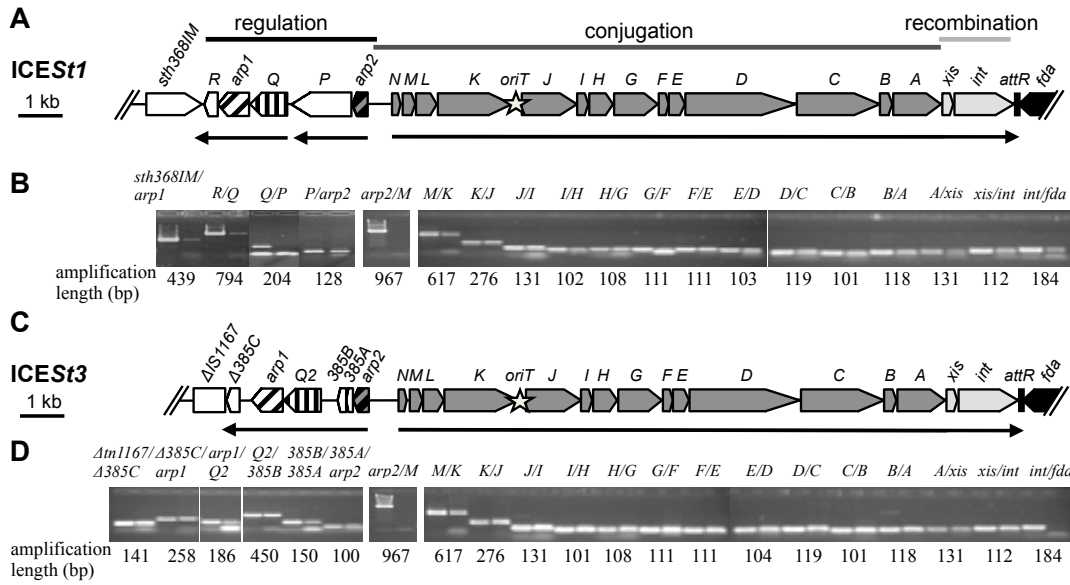 A
regulation
conjugation
recombination
ICESt1
sth368IM R arp1 Q P arp2 N M L K oriT J I H G F E D C B A xis int attR fda
1 kb
B
sth368IM/ arp1 R/Q Q/P P/arp2 arp2/M M/K K/J J/I I/H H/G G/F F/E E/D D/C C/B B/A A/xis xis/int int/fda
amplification length (bp)
439 794 204 128 967 617 276 131 102 108 111 111 103 119 101 118 131 112 184
C
ICESt3
ΔIS1167 Δ385C arp1 Q2 385B 385A arp2 N M L K oriT J I H G F E D C B A xis int attR fda
1 kb
D
Δtn1167/ Δ385C Δ385C/ arp1 arp1/ Q2 Q2/ 385B 385B/ 385A 385A/ arp2 arp2/M M/K K/J J/I I/H H/G G/F F/E E/D D/C C/B B/A A/xis xis/int int/fda
amplification length (bp)
141 258 186 450 150 100 967 617 276 131 101 108 111 111 104 119 101 118 131 112 184